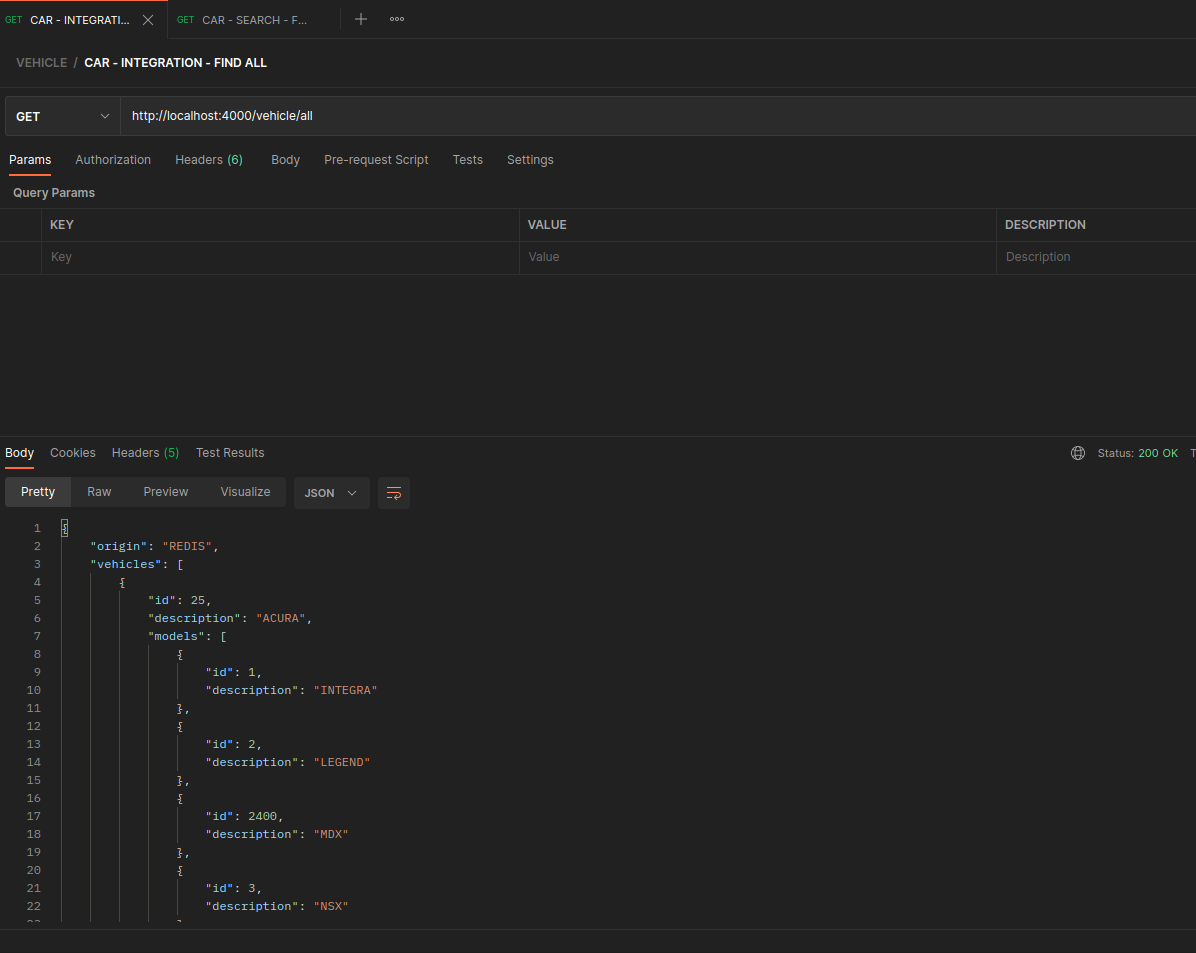 GET CAR - INTEGRATI... GET CAR - SEARCH - F...
VEHICLE / CAR - INTEGRATION - FIND ALL
GET http://localhost:4000/vehicle/all
Params Authorization Headers (6) Body Pre-request Script Tests Settings
Query Params
KEY VALUE DESCRIPTION
Key Value Description
Body Cookies Headers (5) Test Results Status: 200 OK T
Pretty Raw Preview Visualize JSON
1 {
2 "origin": "REDIS",
3 "vehicles": [
4 {
5 "id": 25,
6 "description": "ACURA",
7 "models": [
8 {
9 "id": 1,
10 "description": "INTEGRA"
11 },
12 {
13 "id": 2,
14 "description": "LEGEND"
15 },
16 {
17 "id": 2400,
18 "description": "MDX"
19 },
20 {
21 "id": 3,
22 "description": "NSX"